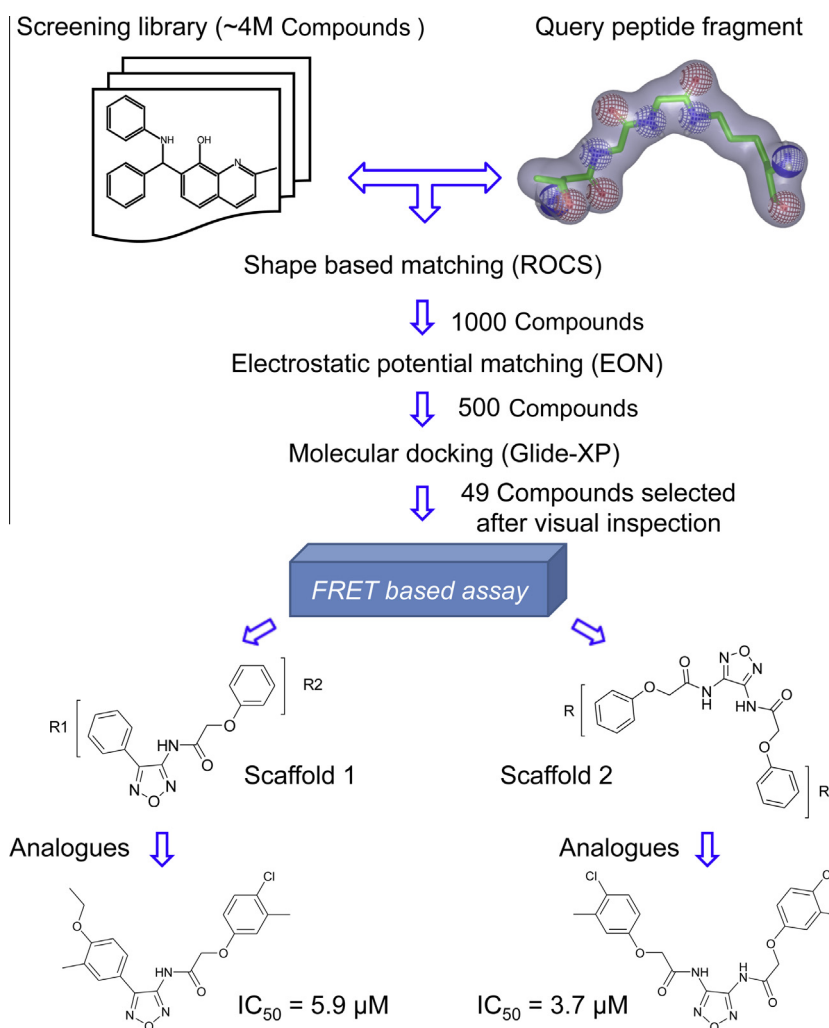 Screening library (~4M Compounds )
Query peptide fragment
NH
OH
N
Shape based matching (ROCS)
1000 Compounds
Electrostatic potential matching (EON)
500 Compounds
Molecular docking (Glide-XP)
49 Compounds selected
after visual inspection
FRET based assay
R1
R2
O
HN
O
N
O
N
Scaffold 1
R
O
O
N
H
N
O
N
HN
O
O
R
Scaffold 2
Analogues
Analogues
O
Cl
O
HN
O
N
O
N
IC50 = 5.9 µM
Cl
O
O
NH
N
O
N
H
N
O
O
Cl
IC50 = 3.7 µM